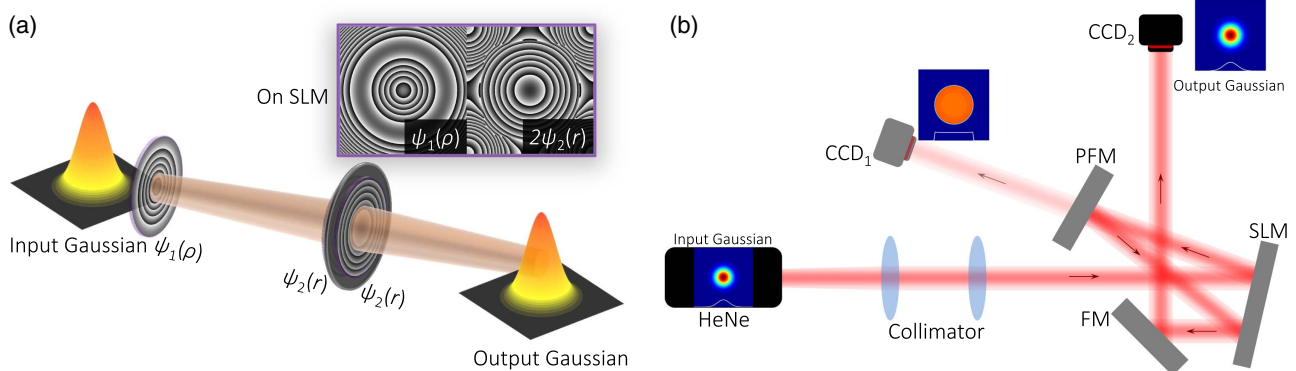 (a)
On SLM
ψ₁(ρ)
2ψ₂(r)
Input Gaussian
ψ₁(ρ)
ψ₂(r)
ψ₂(r)
Output Gaussian
(b)
CCD₂
Output Gaussian
CCD₁
PFM
SLM
Input Gaussian
HeNe
Collimator
FM